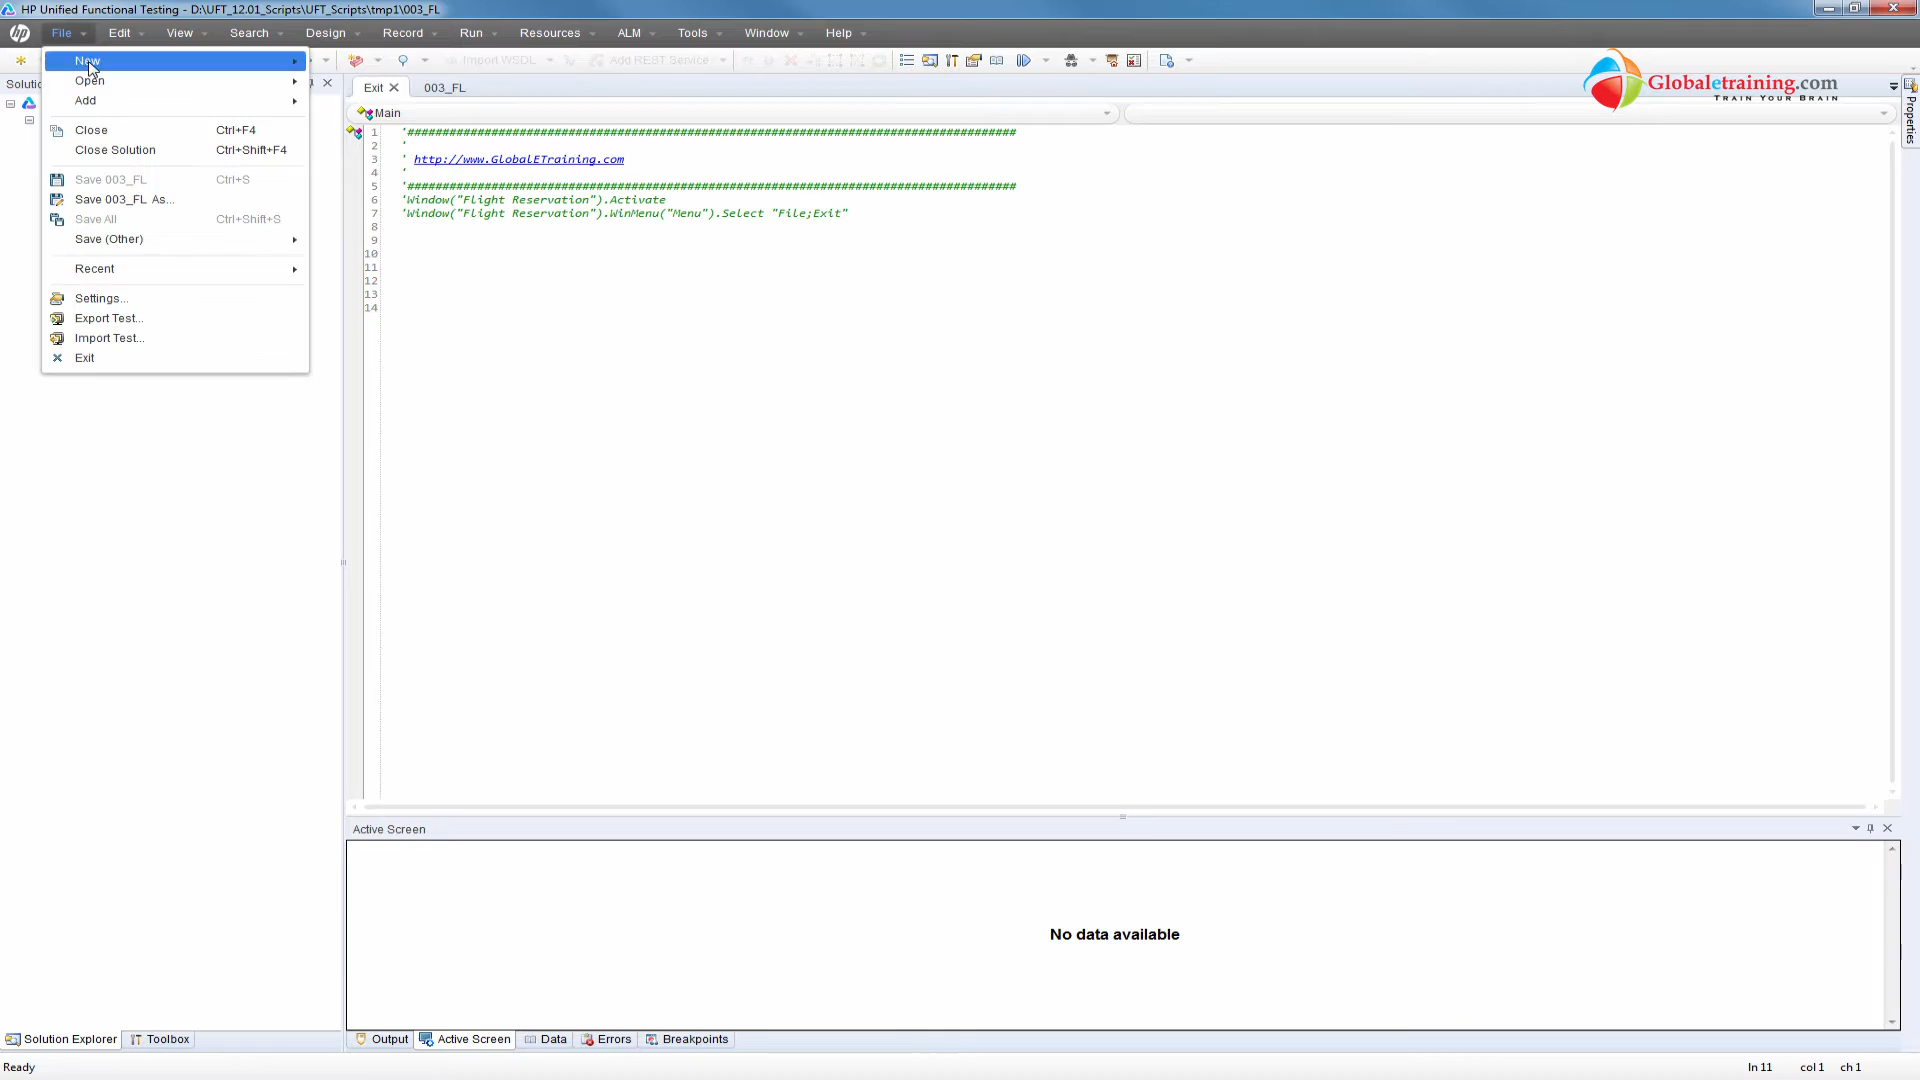 HP Unified Functional Testing - D:\UFT_12.01_Scripts\UFT_Scripts\tmp1\003_FL
hp File Edit View Search Design Record Run Resources ALM Tools Window Help
Import WSDL Add REST Service
Globaletraining.com
TRAIN YOUR BRAIN
Solutio
New
Open
Add
Close Ctrl+F4
Close Solution Ctrl+Shift+F4
Save 003_FL Ctrl+S
Save 003_FL As...
Save All Ctrl+Shift+S
Save (Other)
Recent
Settings...
Export Test...
Import Test...
Exit
Exit 003_FL
Main
1 '#######################################################################################
2 '
3 ' http://www.GlobalETraining.com
4 '
5 '#######################################################################################
6 'Window("Flight Reservation").Activate
7 'Window("Flight Reservation").WinMenu("Menu").Select "File;Exit"
8
9
10
11
12
13
14
Properties
Active Screen
No data available
Solution Explorer Toolbox
Output Active Screen Data Errors Breakpoints
Ready
ln 11 col 1 ch 1